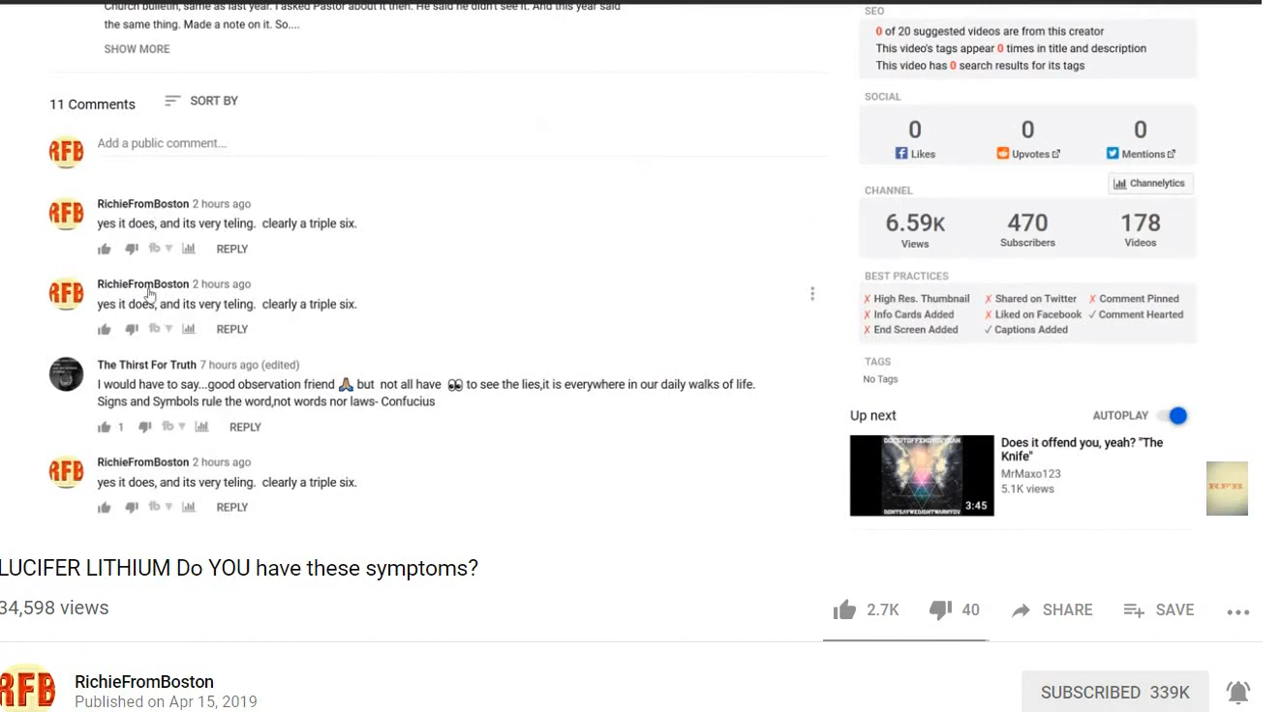 Church bulletin, same as last year. I asked Pastor about it then. He said he didn't see it. And this year said
the same thing. Made a note on it. So....
SHOW MORE
11 Comments SORT BY
RFB Add a public comment...
RFB RichieFromBoston 2 hours ago
yes it does, and its very teling. clearly a triple six.
REPLY
RFB RichieFromBoston 2 hours ago
yes it does, and its very teling. clearly a triple six.
REPLY
The Thirst For Truth 7 hours ago (edited)
I would have to say...good observation friend 🙏🏽 but not all have 👀 to see the lies,it is everywhere in our daily walks of life.
Signs and Symbols rule the word,not words nor laws- Confucius
1 REPLY
RFB RichieFromBoston 2 hours ago
yes it does, and its very teling. clearly a triple six.
REPLY
SEO
0 of 20 suggested videos are from this creator
This video's tags appear 0 times in title and description
This video has 0 search results for its tags
SOCIAL
0 0 0
Likes Upvotes Mentions
CHANNEL Channelytics
6.59K 470 178
Views Subscribers Videos
BEST PRACTICES
✗ High Res. Thumbnail ✗ Shared on Twitter ✗ Comment Pinned
✗ Info Cards Added ✗ Liked on Facebook ✓ Comment Hearted
✗ End Screen Added ✓ Captions Added
TAGS
No Tags
Up next AUTOPLAY
Does it offend you, yeah? "The
Knife"
MrMaxo123
5.1K views
3:45
RFB
LUCIFER LITHIUM Do YOU have these symptoms?
34,598 views
2.7K 40 SHARE SAVE
RFB RichieFromBoston
Published on Apr 15, 2019
SUBSCRIBED 339K